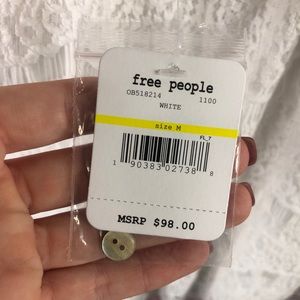 free people
OB518214 1100
WHITE
size M
FL_7
1 90383 02738 8
MSRP $98.00